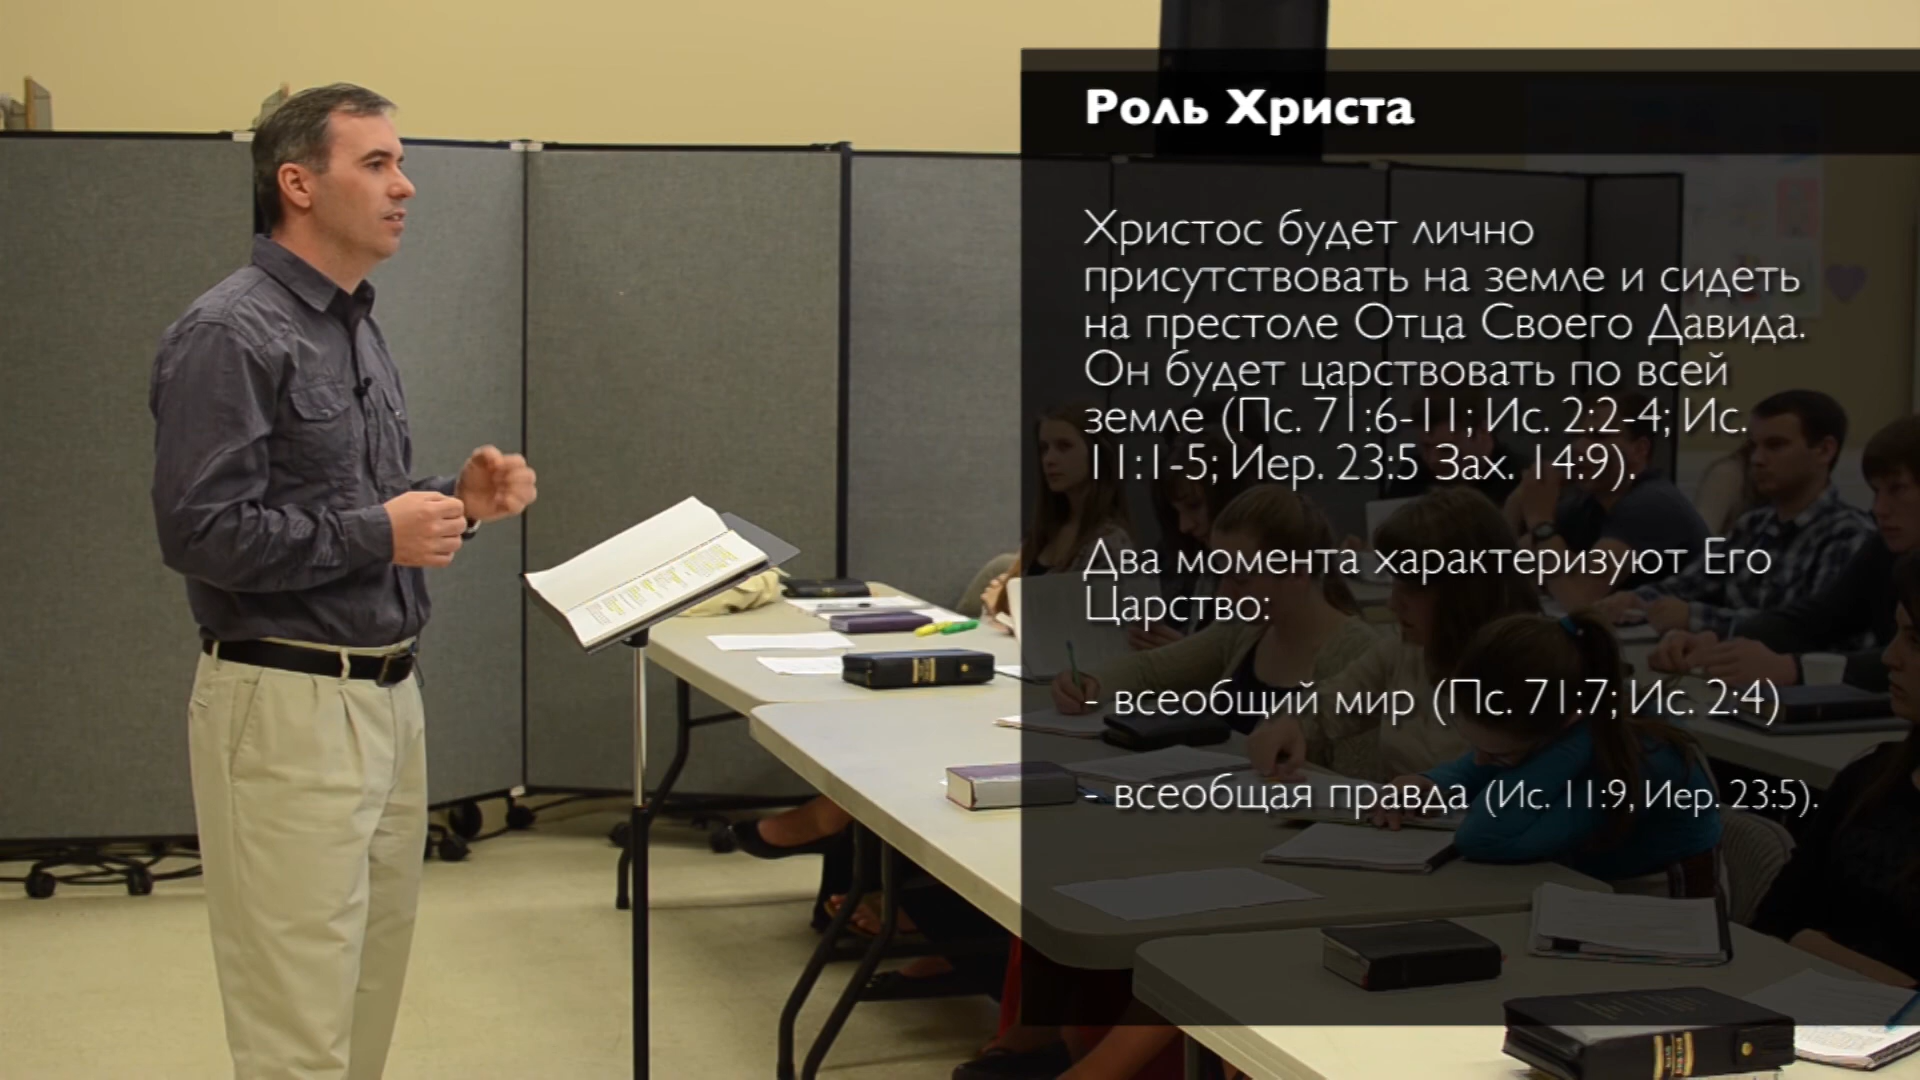 Роль Христа
Христос будет лично
присутствовать на земле и сидеть
на престоле Отца Своего Давида.
Он будет царствовать по всей
земле (Пс. 71:6-11; Ис. 2:2-4; Ис.
11:1-5; Иер. 23:5 Зах. 14:9).
Два момента характеризуют Его
Царство:
- всеобщий мир (Пс. 71:7; Ис. 2:4)
- всеобщая правда (Ис. 11:9, Иер. 23:5).